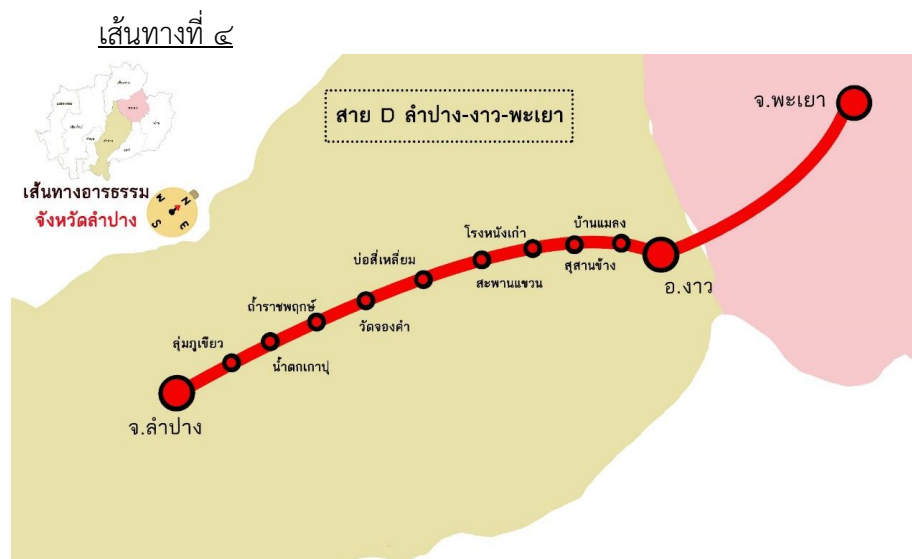 เส้นทางที่ ๔
สาย D ลำปาง-งาว-พะเยา
จ.พะเยา
เส้นทางอารธรรม
จังหวัดลำปาง
N
N
E
S
บ้านแมลง
โรงหนังเก่า
สุสานช้าง
บ่อสี่เหลี่ยม
สะพานแขวน
อ.งาว
ถ้ำราชพฤกษ์
วัดจองคำ
ลุ่มภูเขียว
น้ำตกเกาปุ
จ.ลำปาง